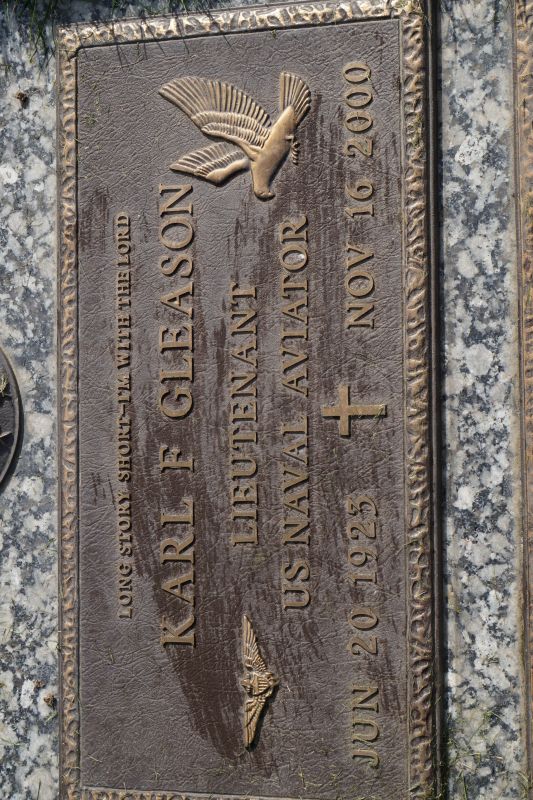 LONG STORY SHORT-I'M WITH THE LORD
KARL F GLEASON
LIEUTENANT
US NAVAL AVIATOR
JUN 20 1923 NOV 16 2000